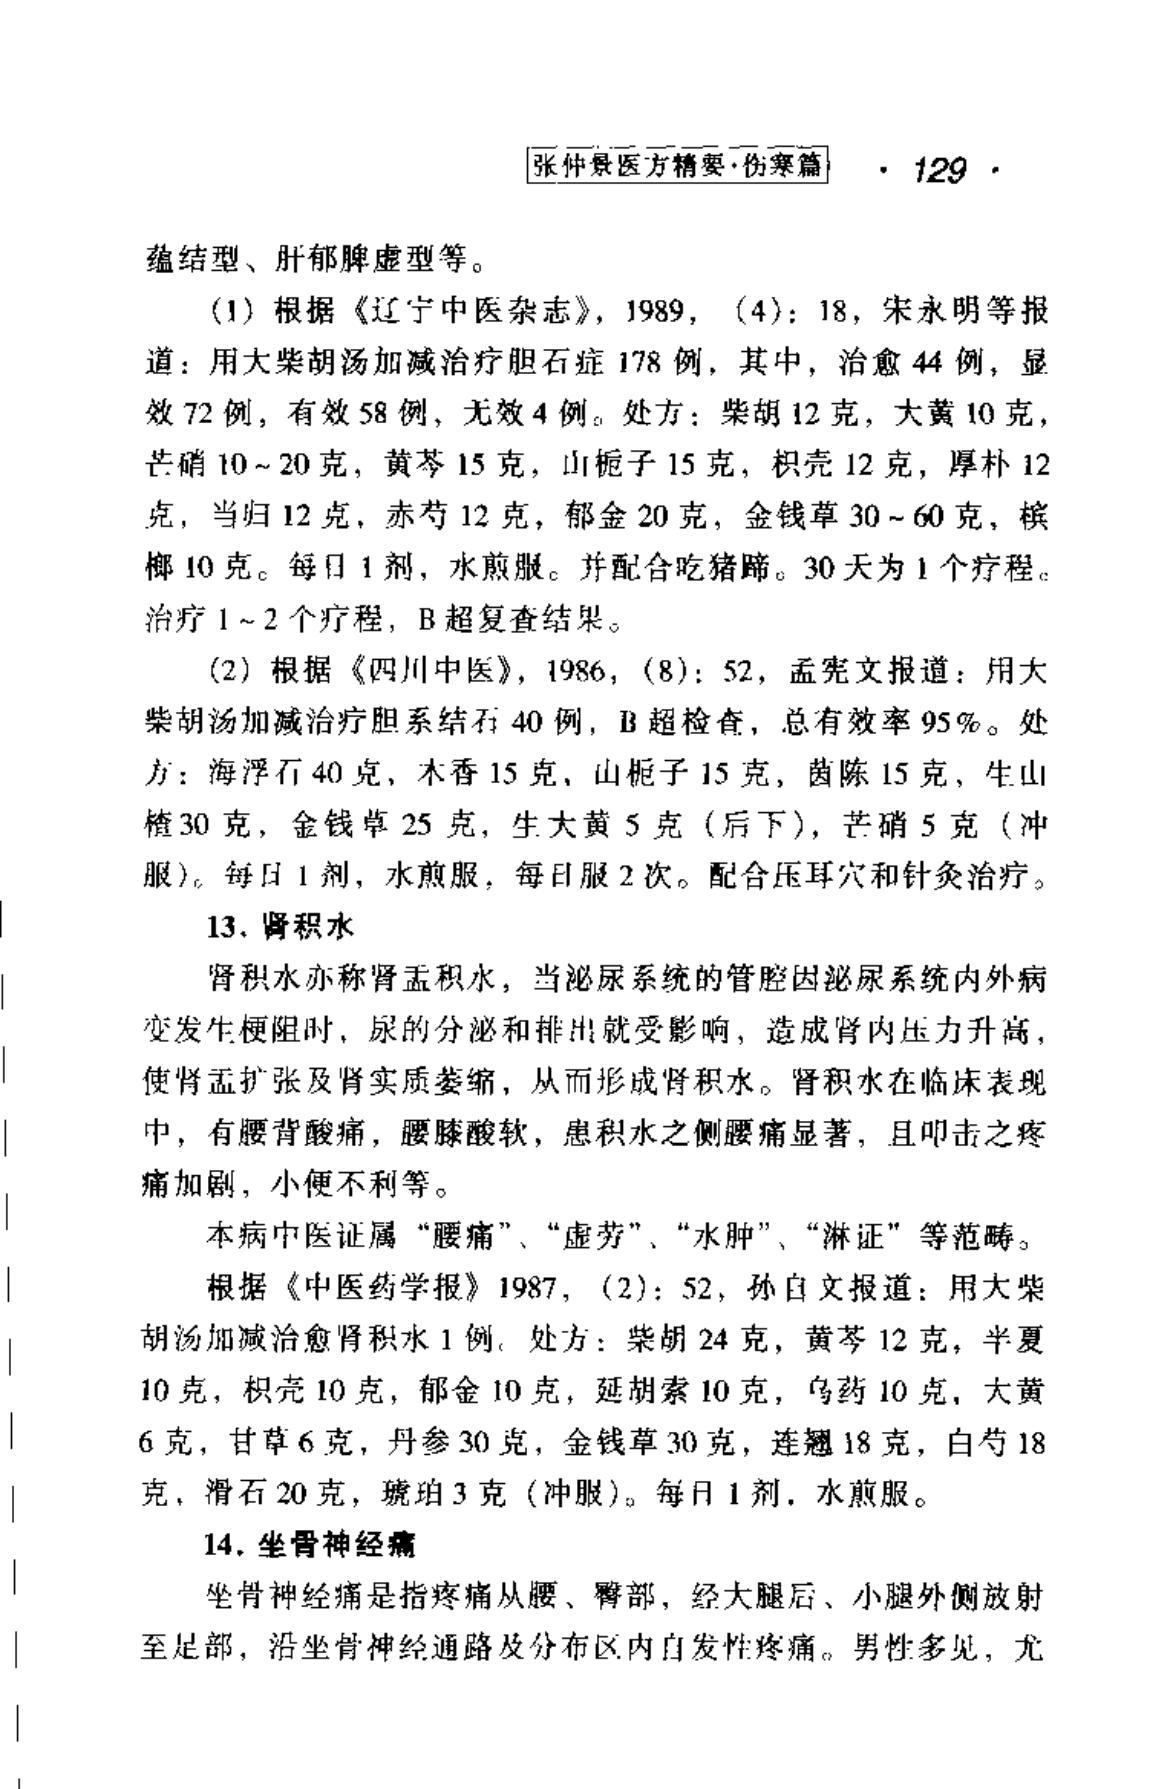 张仲景医方精要·伤寒篇 · 129 ·
蕴结型、肝郁脾虚型等。
(1) 根据《辽宁中医杂志》，1989，(4)：18，宋永明等报
道：用大柴胡汤加减治疗胆石症 178 例，其中，治愈 44 例，显
效 72 例，有效 58 例，无效 4 例。处方：柴胡 12 克，大黄 10 克，
芒硝 10～20 克，黄芩 15 克，山栀子 15 克，枳壳 12 克，厚朴 12
克，当归 12 克，赤芍 12 克，郁金 20 克，金钱草 30～60 克，槟
榔 10 克。每日 1 剂，水煎服。并配合吃猪蹄。30 天为 1 个疗程。
治疗 1～2 个疗程，B 超复查结果。
(2) 根据《四川中医》，1986，(8)：52，孟宪文报道：用大
柴胡汤加减治疗胆系结石 40 例，B 超检查，总有效率 95%。处
方：海浮石 40 克，木香 15 克，山栀子 15 克，茵陈 15 克，生山
楂 30 克，金钱草 25 克，生大黄 5 克（后下），芒硝 5 克（冲
服）。每日 1 剂，水煎服，每日服 2 次。配合压耳穴和针灸治疗。
13. 肾积水
肾积水亦称肾盂积水，当泌尿系统的管腔因泌尿系统内外病
变发生梗阻时，尿的分泌和排出就受影响，造成肾内压力升高，
使肾盂扩张及肾实质萎缩，从而形成肾积水。肾积水在临床表现
中，有腰背酸痛，腰膝酸软，患积水之侧腰痛显著，且叩击之疼
痛加剧，小便不利等。
本病中医证属“腰痛”、“虚劳”、“水肿”、“淋证”等范畴。
根据《中医药学报》1987，(2)：52，孙自文报道：用大柴
胡汤加减治愈肾积水 1 例。处方：柴胡 24 克，黄芩 12 克，半夏
10 克，枳壳 10 克，郁金 10 克，延胡索 10 克，乌药 10 克，大黄
6 克，甘草 6 克，丹参 30 克，金钱草 30 克，连翘 18 克，白芍 18
克，滑石 20 克，琥珀 3 克（冲服）。每日 1 剂，水煎服。
14. 坐骨神经痛
坐骨神经痛是指疼痛从腰、臀部，经大腿后、小腿外侧放射
至足部，沿坐骨神经通路及分布区内自发性疼痛。男性多见，尤